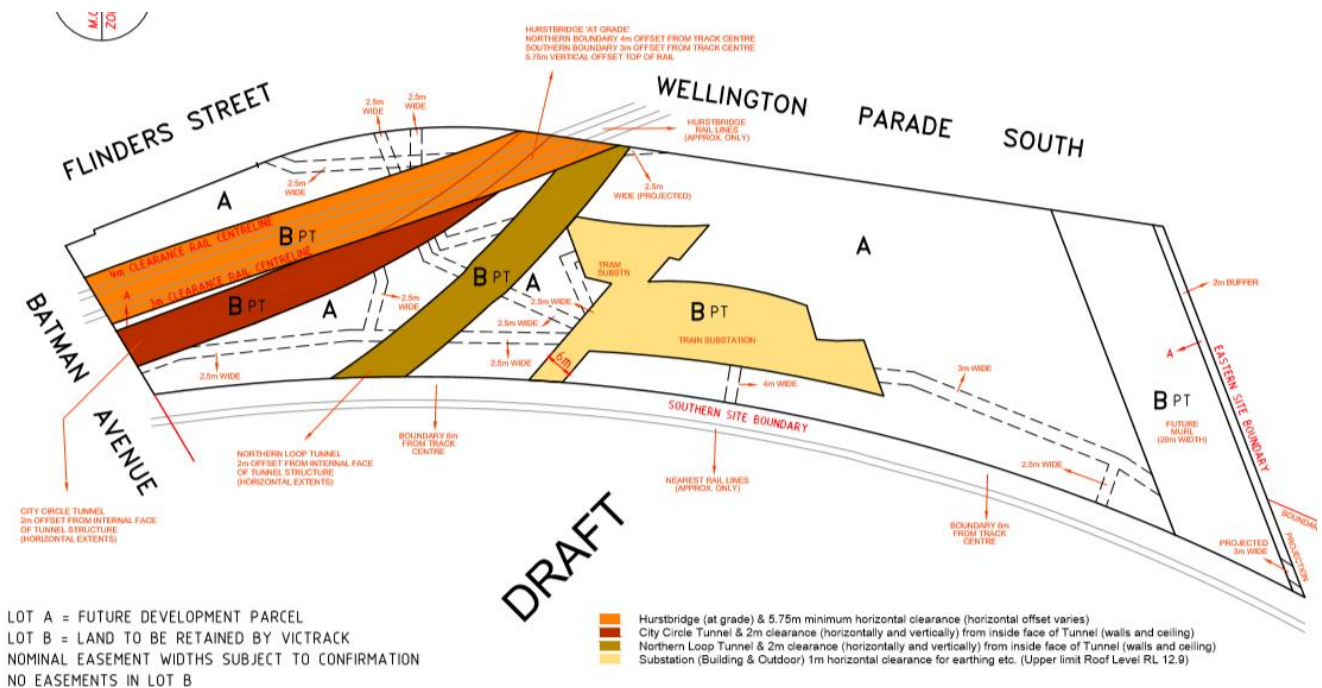 M.G
ZO
HURSTBRIDGE 'AT GRADE'
NORTHERN BOUNDARY 4m OFFSET FROM TRACK CENTRE
SOUTHERN BOUNDARY 3m OFFSET FROM TRACK CENTRE
5.75m VERTICAL OFFSET TOP OF RAIL
FLINDERS STREET
WELLINGTON PARADE SOUTH
2.5m
WIDE
2.5m
WIDE
HURSTBRIDGE
RAIL LINES
(APPROX. ONLY)
2.5m
WIDE
2.5m
WIDE (PROJECTED)
A
B PT
4m CLEARANCE RAIL CENTRELINE
3m CLEARANCE RAIL CENTRELINE
A
B PT
A
2.5m
WIDE
B PT
A
TRAM
SUBSTN
2.5m WIDE
2.5m WIDE
2.5m WIDE
2.5m WIDE
6m
B PT
TRAIN SUBSTATION
A
4m WIDE
3m WIDE
2.5m WIDE
2m BUFFER
A
EASTERN SITE BOUNDARY
B PT
FUTURE
MURL
(20m WIDTH)
BATMAN AVENUE
SOUTHERN SITE BOUNDARY
BOUNDARY 6m
FROM TRACK
CENTRE
NORTHERN LOOP TUNNEL
2m OFFSET FROM INTERNAL FACE
OF TUNNEL STRUCTURE
(HORIZONTAL EXTENTS)
NEAREST RAIL LINES
(APPROX. ONLY)
BOUNDARY 6m
FROM TRACK
CENTRE
CITY CIRCLE TUNNEL
2m OFFSET FROM INTERNAL FACE
OF TUNNEL STRUCTURE
(HORIZONTAL EXTENTS)
BOUNDAR
PROJECTION
PROJECTED
3m WIDE
DRAFT
LOT A = FUTURE DEVELOPMENT PARCEL
LOT B = LAND TO BE RETAINED BY VICTRACK
NOMINAL EASEMENT WIDTHS SUBJECT TO CONFIRMATION
NO EASEMENTS IN LOT B
Hurstbridge (at grade) & 5.75m minimum horizontal clearance (horizontal offset varies)
City Circle Tunnel & 2m clearance (horizontally and vertically) from inside face of Tunnel (walls and ceiling)
Northern Loop Tunnel & 2m clearance (horizontally and vertically) from inside face of Tunnel (walls and ceiling)
Substation (Building & Outdoor) 1m horizontal clearance for earthing etc. (Upper limit Roof Level RL 12.9)